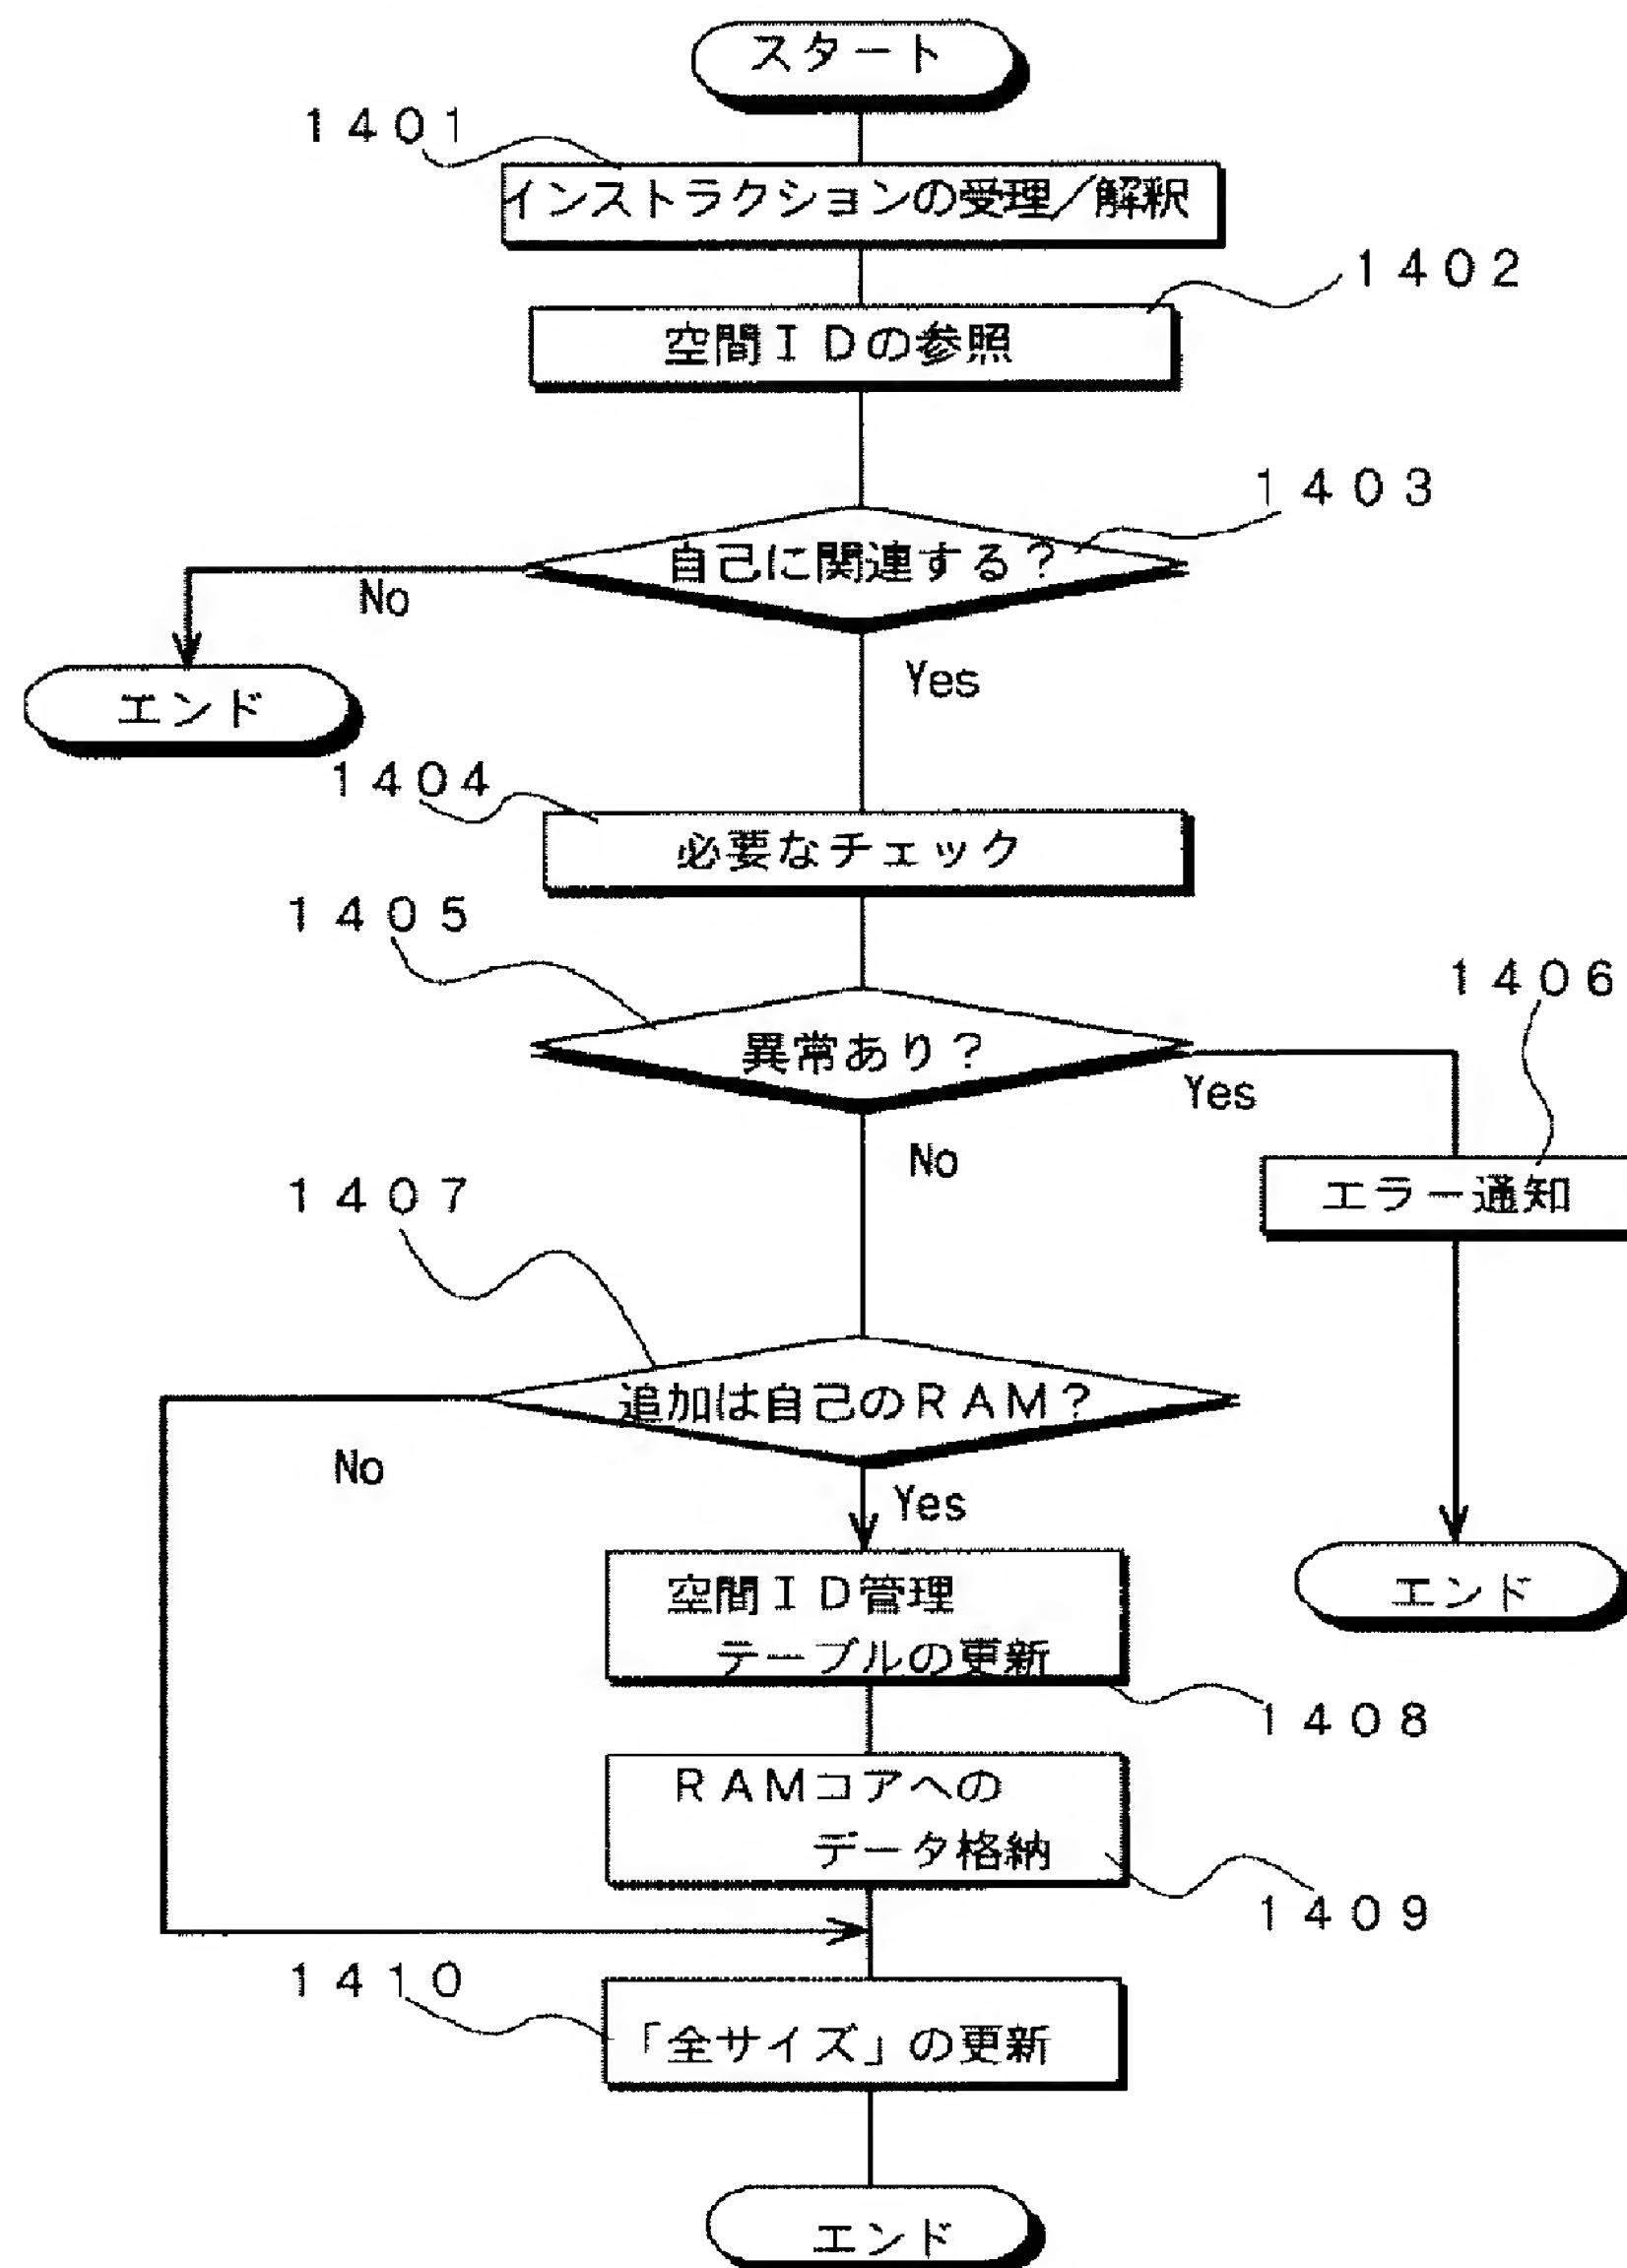 スタート
１４０１
インストラクションの受理／解釈
１４０２
空間ＩＤの参照
１４０３
自己に関連する？
No
Yes
エンド
１４０４
必要なチェック
１４０５
異常あり？
１４０６
Yes
No
エラー通知
１４０７
追加は自己のＲＡＭ？
No
Yes
エンド
空間ＩＤ管理
テーブルの更新
１４０８
ＲＡＭコアへの
データ格納
１４０９
１４１０
「全サイズ」の更新
エンド